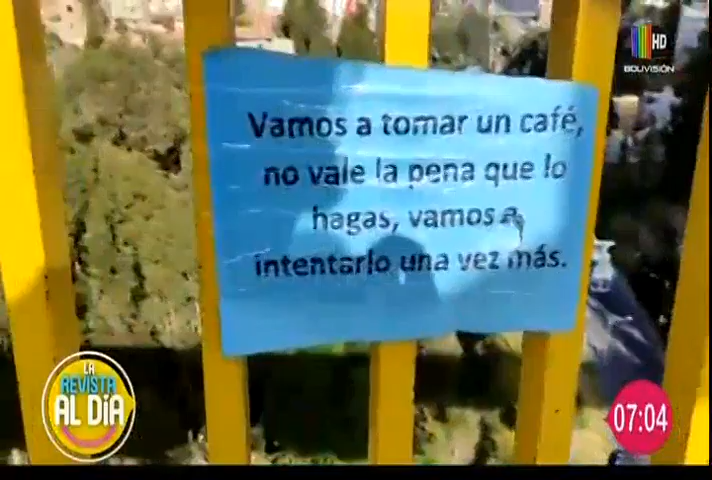 HD
BOLIVISIÓN
Vamos a tomar un café,
no vale la pena que lo
hagas, vamos a
intentarlo una vez más.
LA
REVISTA
AL DÍA
07:04